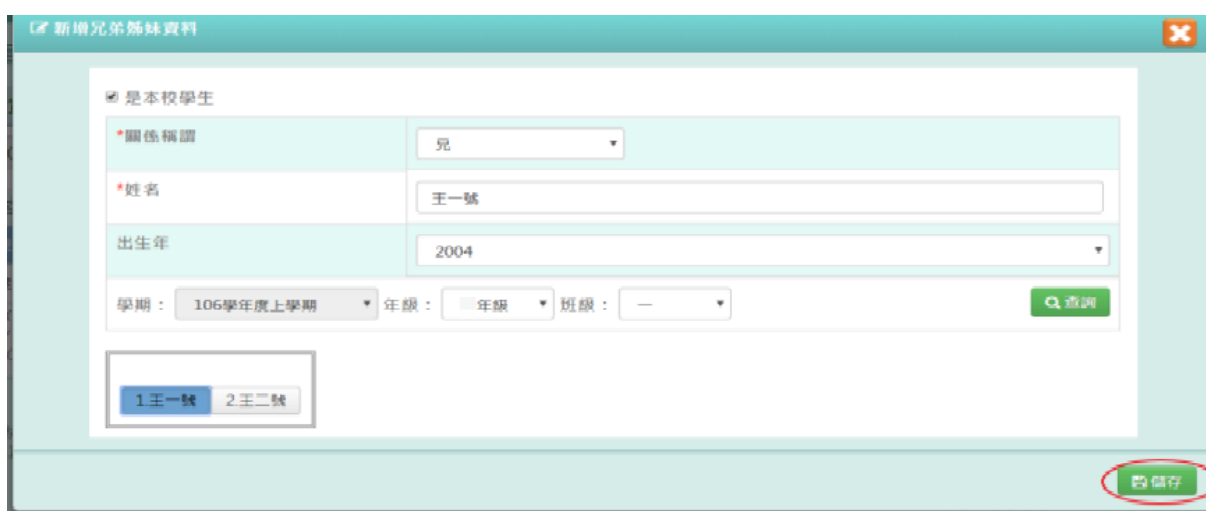 新增兄弟姊妹資料
是本校學生
*關係稱謂
兄
*姓名
王一號
出生年
2004
學期: 106學年度上學期 年級: 年級 班級: 一 查詢
1.王一號 2.王二號
儲存